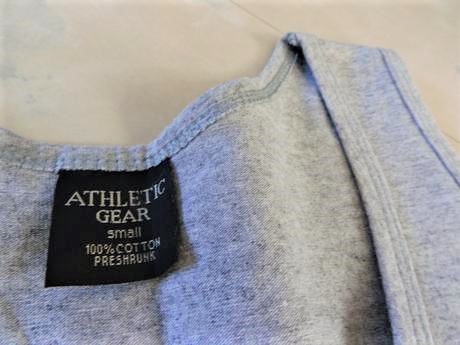 ATHLETIC
GEAR
small
100% COTTON
PRESHRUNK